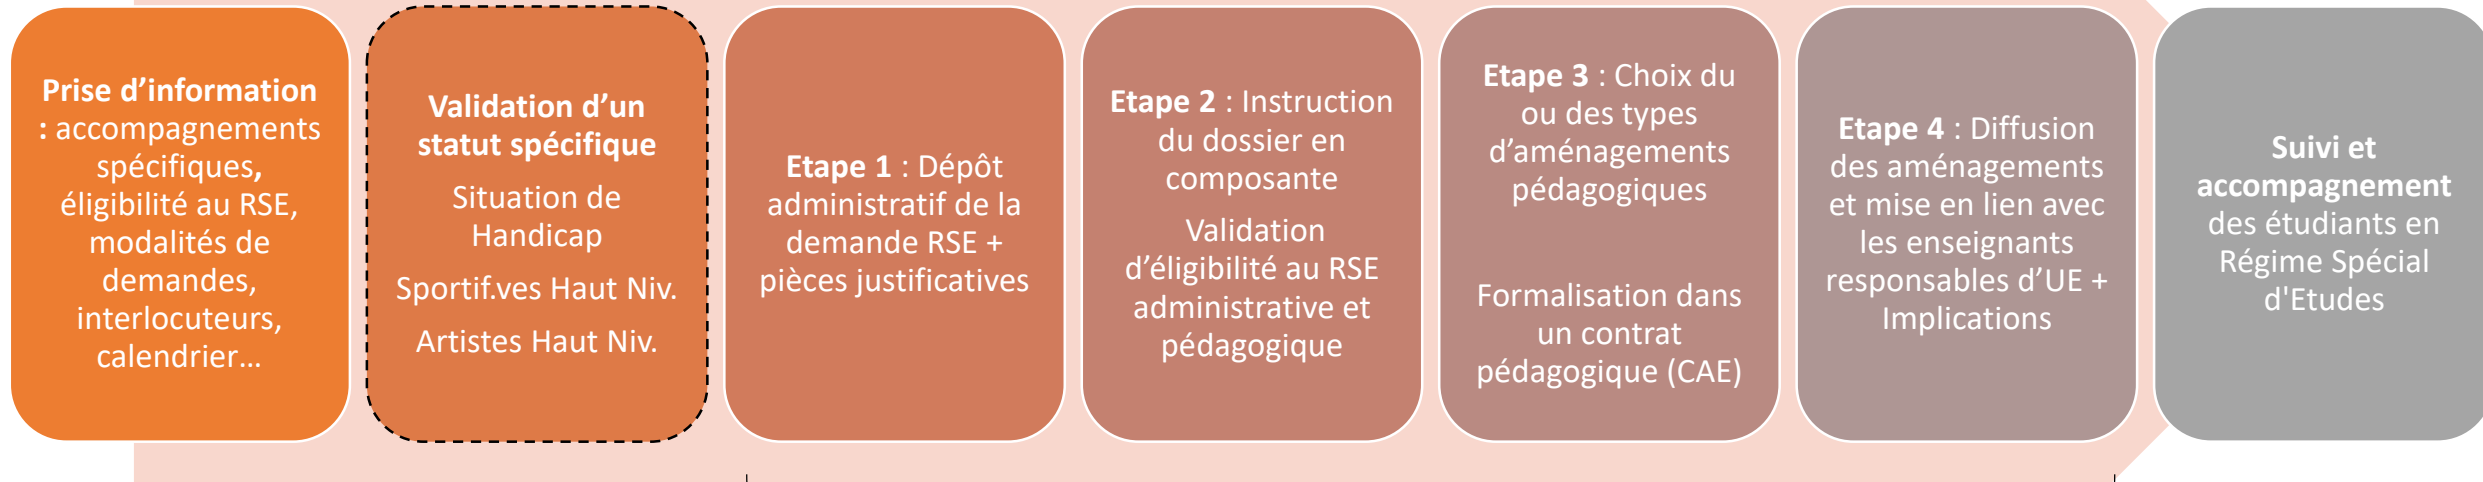 Prise d’information
: accompagnements
spécifiques,
éligibilité au RSE,
modalités de
demandes,
interlocuteurs,
calendrier…
Validation d’un
statut spécifique
Situation de
Handicap
Sportif.ves Haut Niv.
Artistes Haut Niv.
Etape 1 : Dépôt
administratif de la
demande RSE +
pièces justificatives
Etape 2 : Instruction
du dossier en
composante
Validation
d’éligibilité au RSE
administrative et
pédagogique
Etape 3 : Choix du
ou des types
d’aménagements
pédagogiques
Formalisation dans
un contrat
pédagogique (CAE)
Etape 4 : Diffusion
des aménagements
et mise en lien avec
les enseignants
responsables d’UE +
Implications
Suivi et
accompagnement
des étudiants en
Régime Spécial
d'Etudes